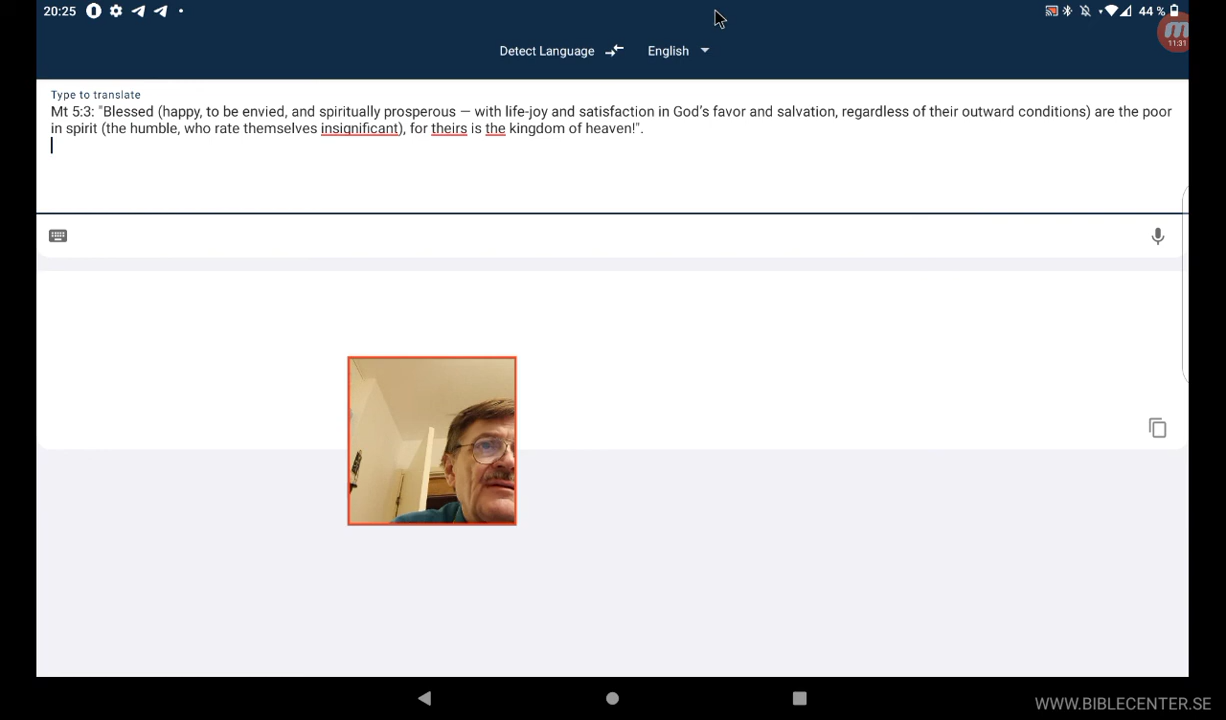 20:25
44 %
11:31
Detect Language
English
Type to translate
Mt 5:3: "Blessed (happy, to be envied, and spiritually prosperous — with life-joy and satisfaction in God's favor and salvation, regardless of their outward conditions) are the poor
in spirit (the humble, who rate themselves insignificant), for theirs is the kingdom of heaven!".
WWW.BIBLECENTER.SE